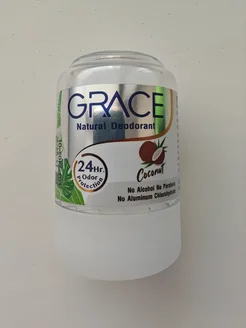 GRACE
Natural Deodorant
24Hr.
Odor
Protection
Coconut
No Alcohol No Paraben
No Aluminum Chlorohydrate